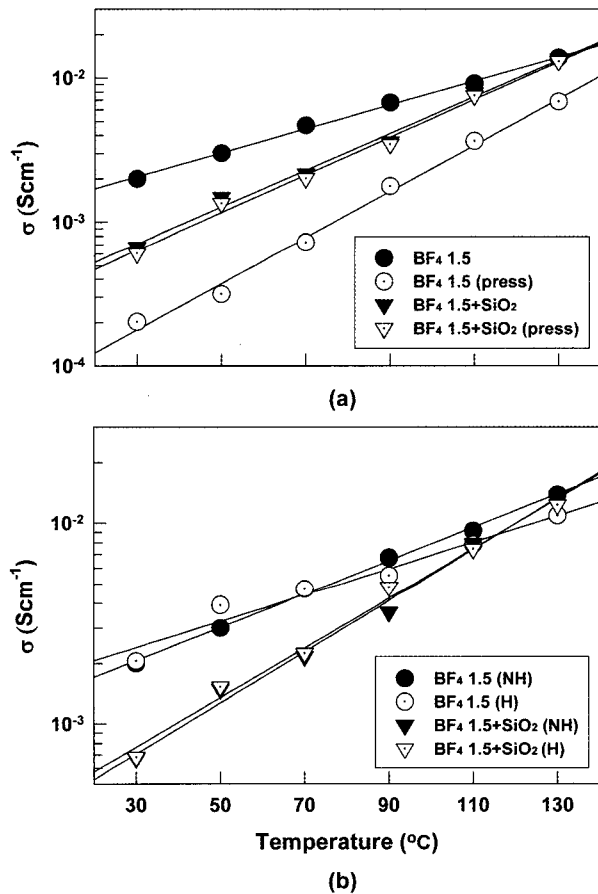 10⁻²
10⁻³
10⁻⁴
σ (Scm⁻¹)
BF₄ 1.5
BF₄ 1.5 (press)
BF₄ 1.5+SiO₂
BF₄ 1.5+SiO₂ (press)
(a)
10⁻²
10⁻³
σ (Scm⁻¹)
BF₄ 1.5 (NH)
BF₄ 1.5 (H)
BF₄ 1.5+SiO₂ (NH)
BF₄ 1.5+SiO₂ (H)
30 50 70 90 110 130
Temperature (ºC)
(b)